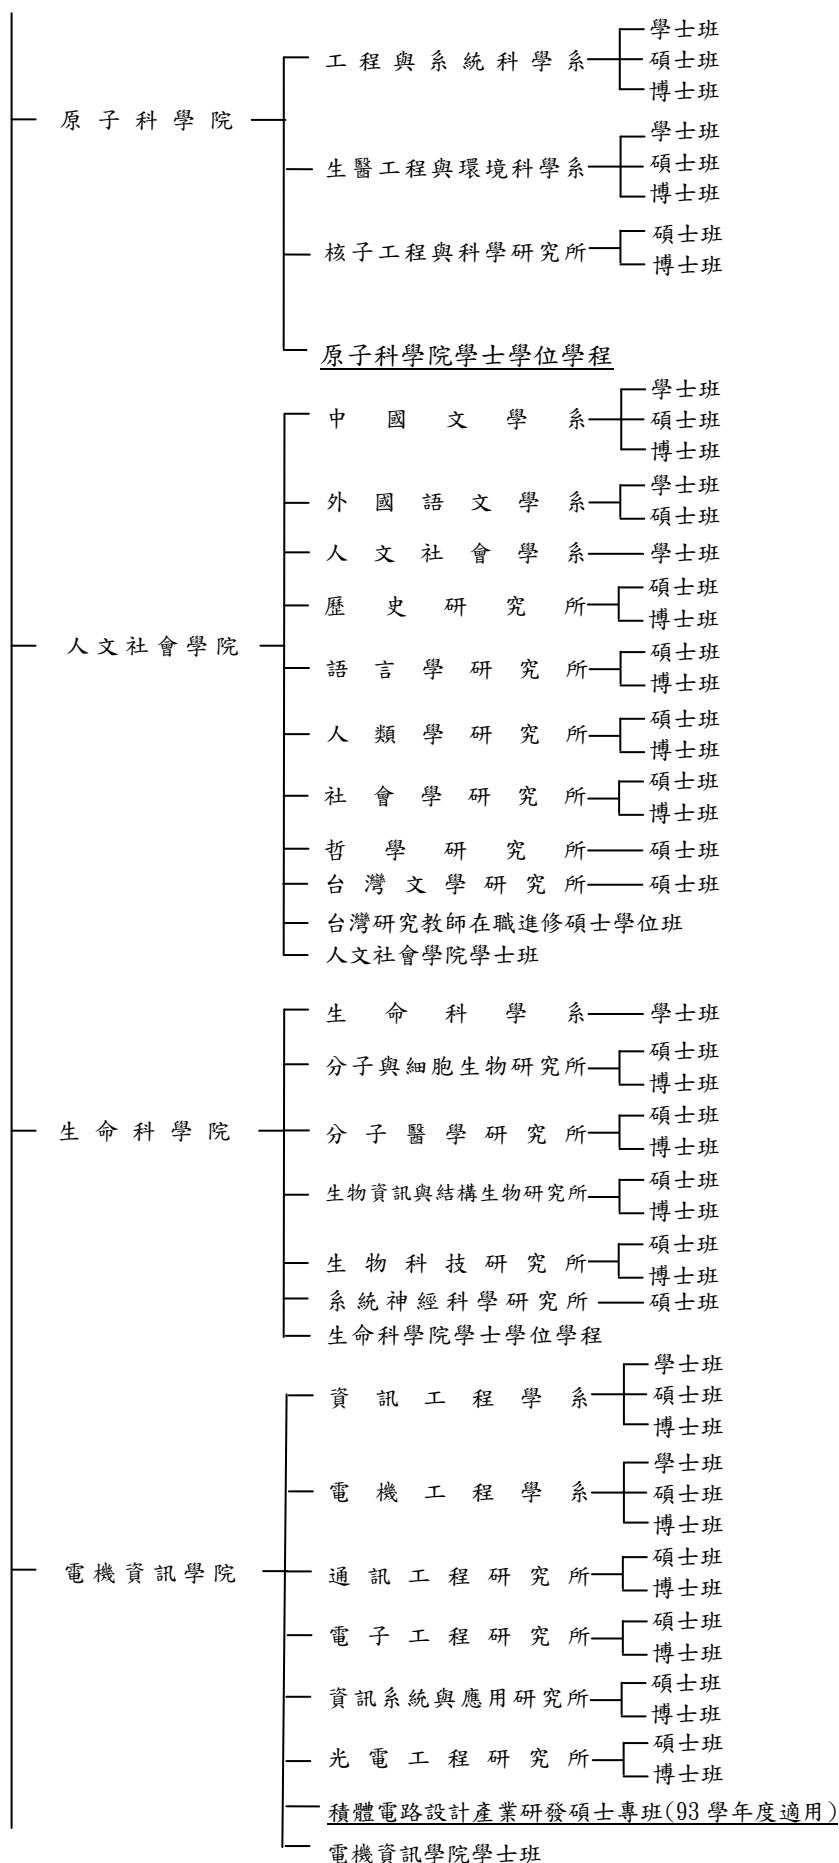 原子科學院
工程與系統科學系
學士班
碩士班
博士班
生醫工程與環境科學系
學士班
碩士班
博士班
核子工程與科學研究所
碩士班
博士班
原子科學院學士學位學程
人文社會學院
中國文學系
學士班
碩士班
博士班
外國語文學系
學士班
碩士班
人文社會學系
學士班
歷史研究所
碩士班
博士班
語言學研究所
碩士班
博士班
人類學研究所
碩士班
博士班
社會學研究所
碩士班
博士班
哲學研究所
碩士班
台灣文學研究所
碩士班
台灣研究教師在職進修碩士學位班
人文社會學院學士班
生命科學院
生命科學系
學士班
分子與細胞生物研究所
碩士班
博士班
分子醫學研究所
碩士班
博士班
生物資訊與結構生物研究所
碩士班
博士班
生物科技研究所
碩士班
博士班
系統神經科學研究所
碩士班
生命科學院學士學位學程
電機資訊學院
資訊工程學系
學士班
碩士班
博士班
電機工程學系
學士班
碩士班
博士班
通訊工程研究所
碩士班
博士班
電子工程研究所
碩士班
博士班
資訊系統與應用研究所
碩士班
博士班
光電工程研究所
碩士班
博士班
積體電路設計產業研發碩士專班(93 學年度適用)
電機資訊學院學士班